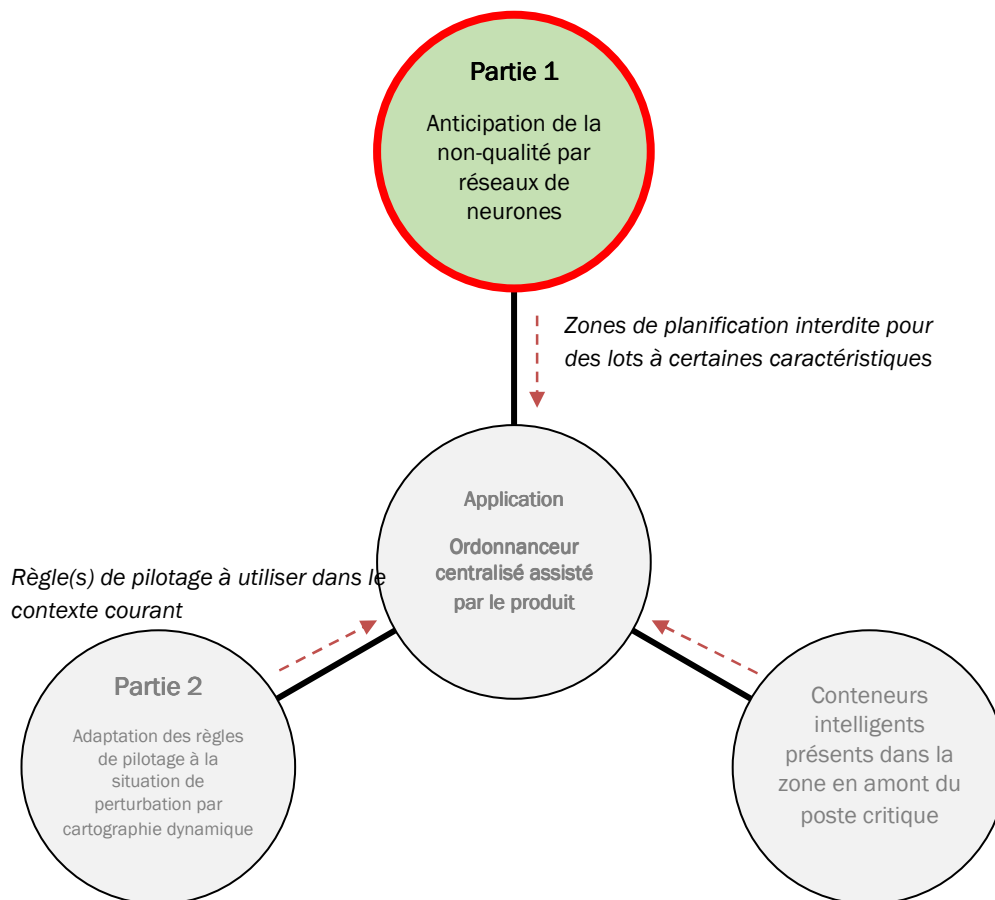 Partie 1
Anticipation de la
non-qualité par
réseaux de
neurones
Zones de planification interdite pour
des lots à certaines caractéristiques
Application
Ordonnanceur
centralisé assisté
par le produit
Règle(s) de pilotage à utiliser dans le
contexte courant
Partie 2
Adaptation des règles
de pilotage à la
situation de
perturbation par
cartographie dynamique
Conteneurs
intelligents
présents dans la
zone en amont du
poste critique